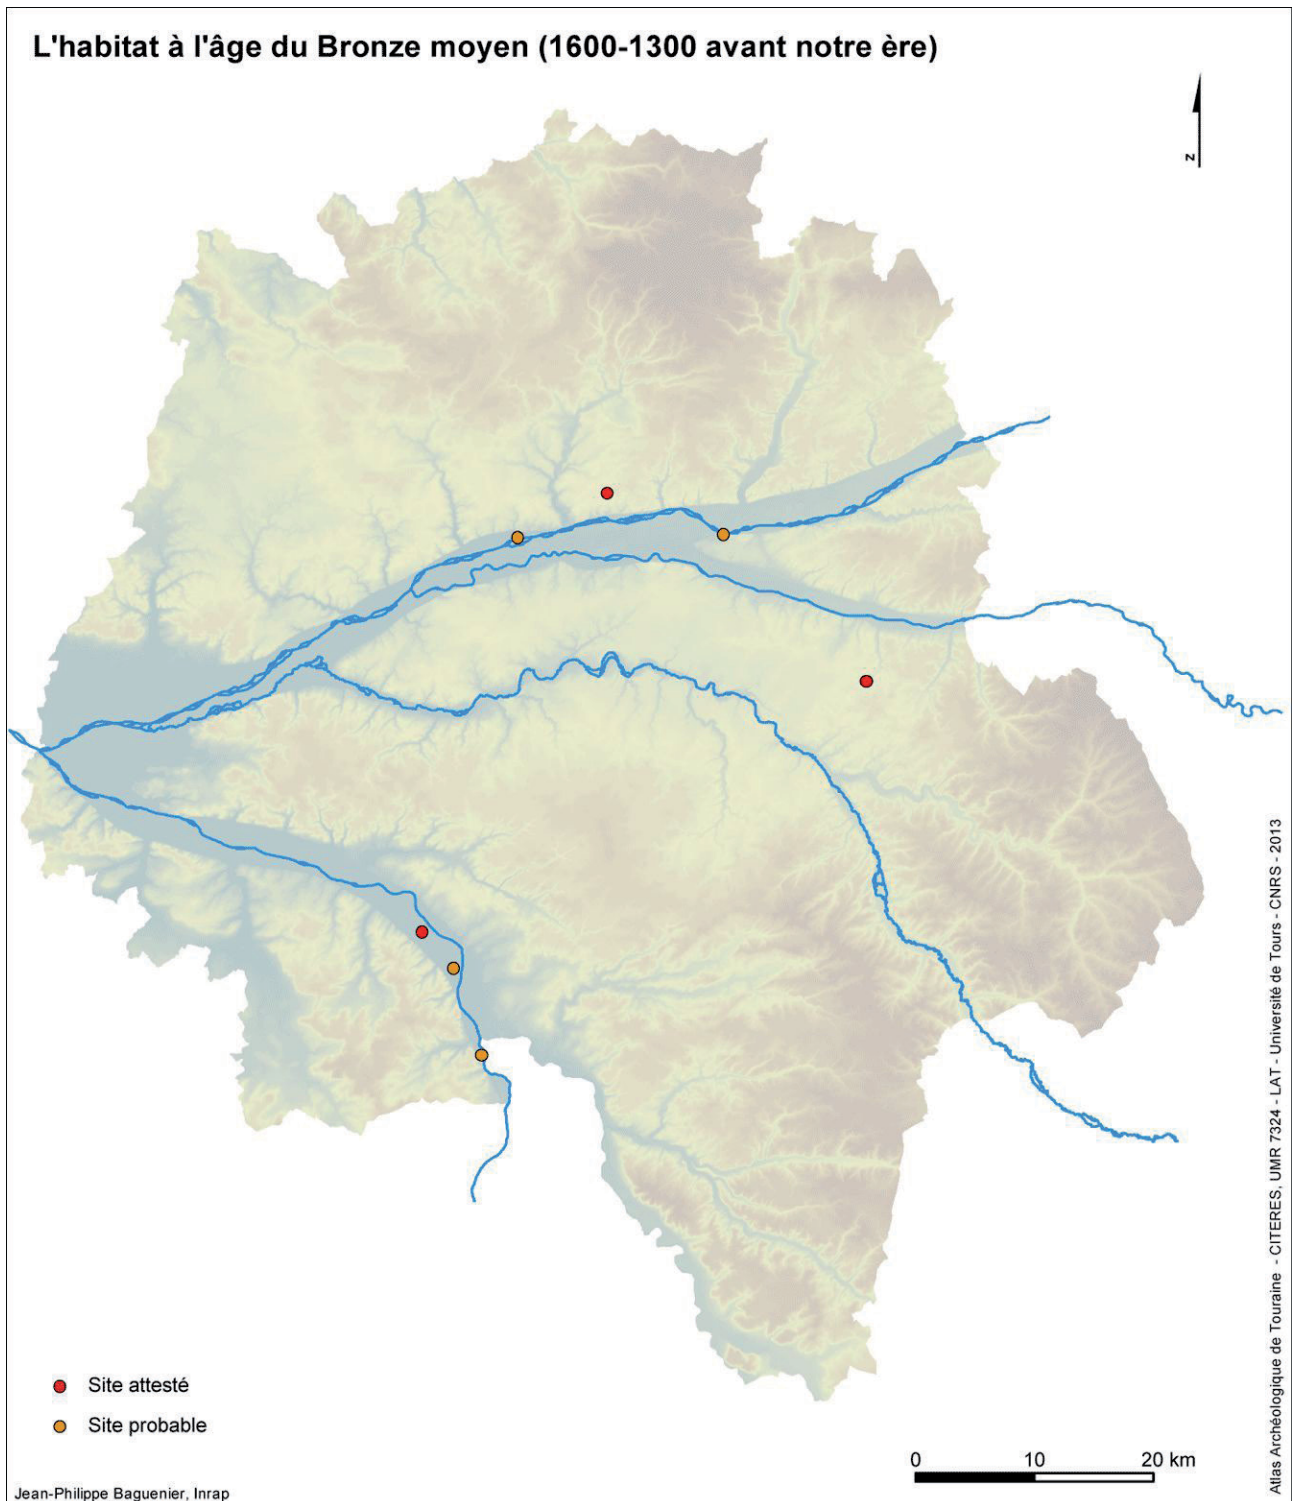 L'habitat à l'âge du Bronze moyen (1600-1300 avant notre ère)
N
Site attesté
Site probable
0 10 20 km
Jean-Philippe Baguenier, Inrap
Atlas Archéologique de Touraine - CITERES, UMR 7324 - LAT - Université de Tours - CNRS - 2013